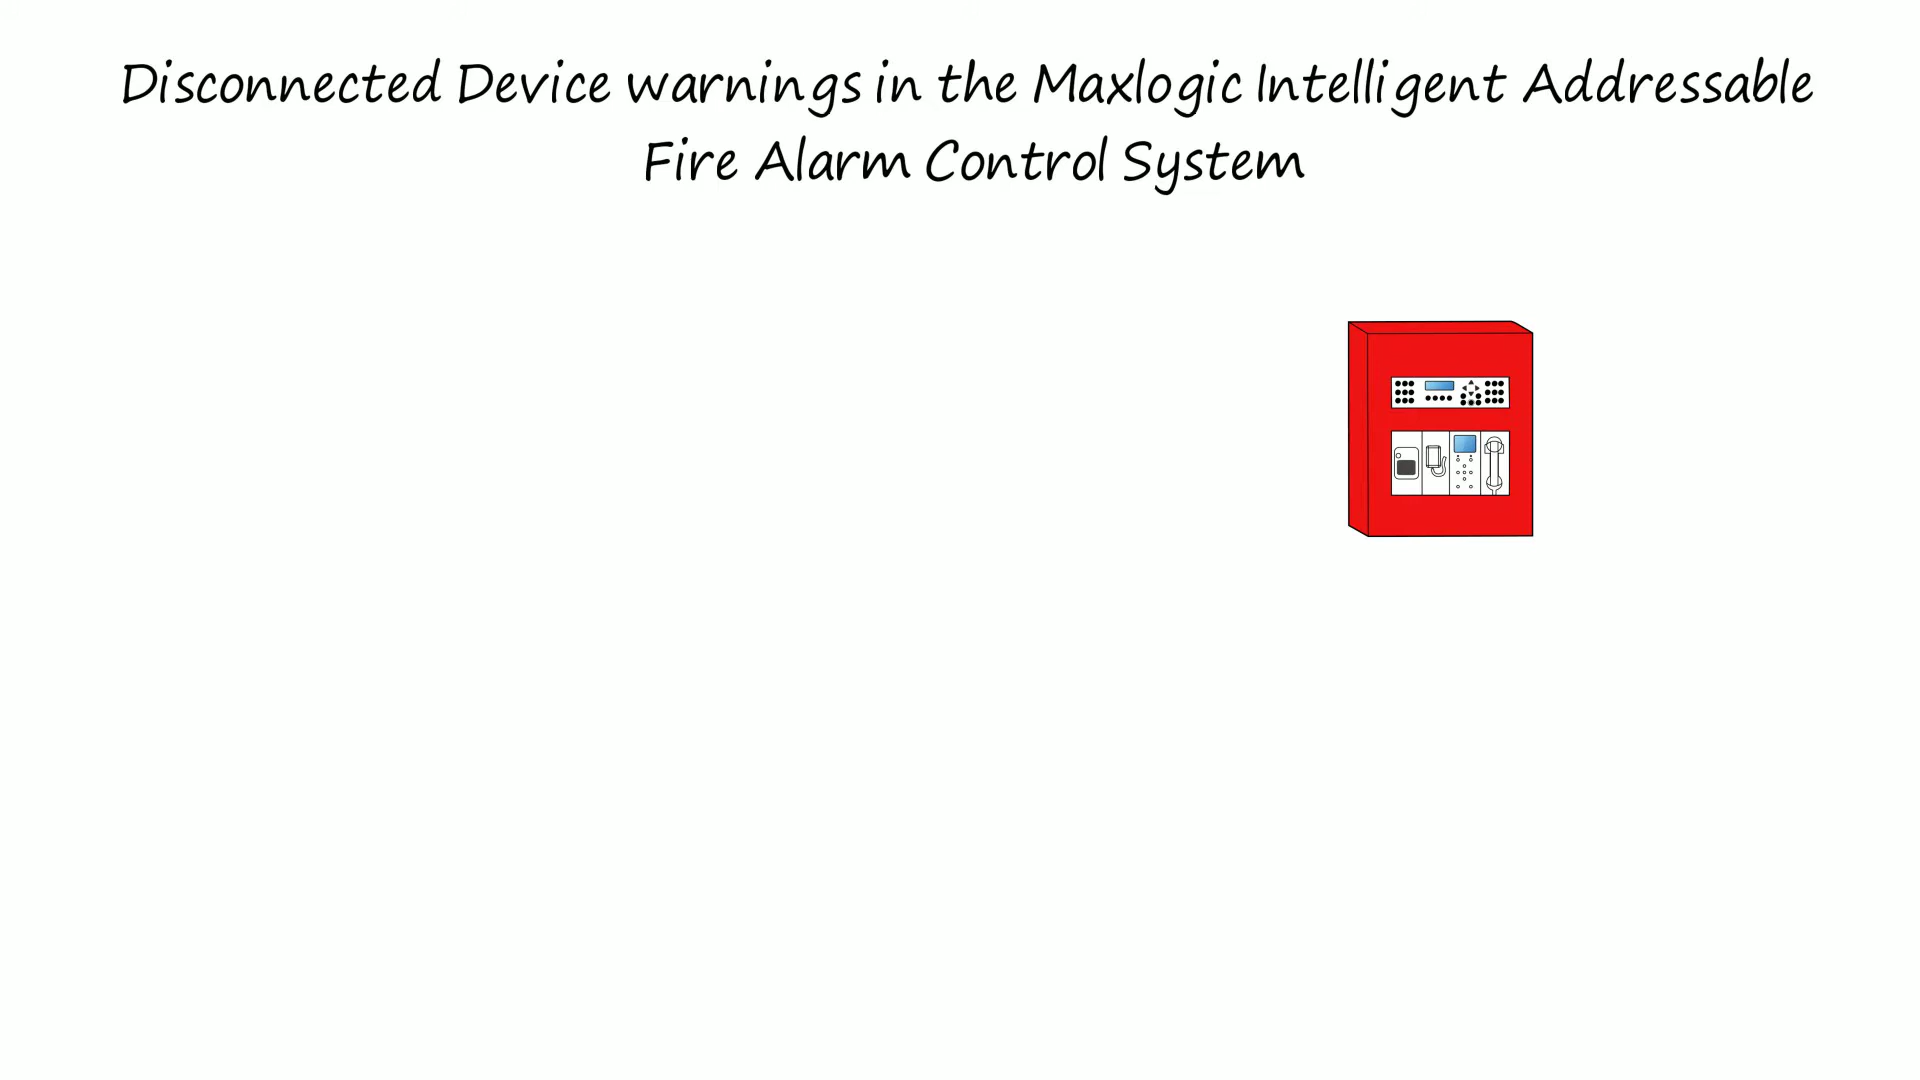 Disconnected Device warnings in the Maxlogic Intelligent Addressable
Fire Alarm Control System